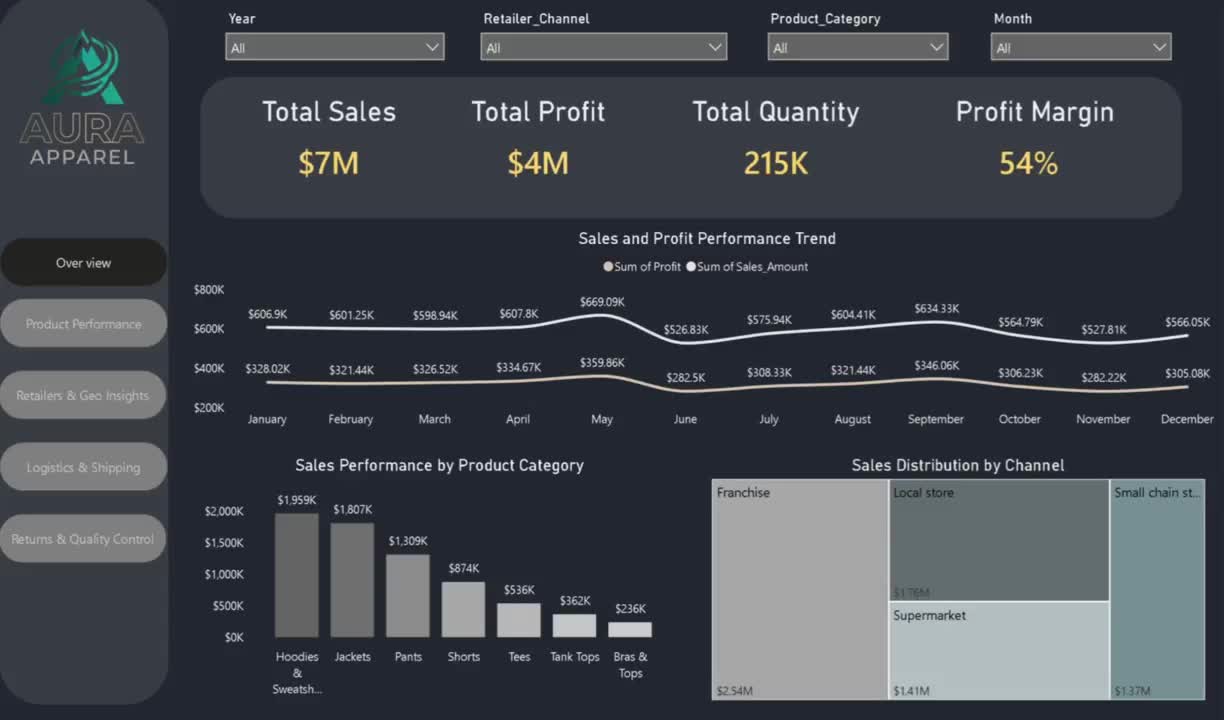 AURA
APPAREL
Over view
Product Performance
Retailers & Geo Insights
Logistics & Shipping
Returns & Quality Control
Year
Retailer_Channel
Product_Category
Month
All
All
All
All
Total Sales
Total Profit
Total Quantity
Profit Margin
$7M
$4M
215K
54%
Sales and Profit Performance Trend
Sum of Profit
Sum of Sales_Amount
$800K
$600K
$400K
$200K
$606.9K
$601.25K
$598.94K
$607.8K
$669.09K
$526.83K
$575.94K
$604.41K
$634.33K
$564.79K
$527.81K
$566.05K
$328.02K
$321.44K
$326.52K
$334.67K
$359.86K
$282.5K
$308.33K
$321.44K
$346.06K
$306.23K
$282.22K
$305.08K
January
February
March
April
May
June
July
August
September
October
November
December
Sales Performance by Product Category
$2,000K
$1,500K
$1,000K
$500K
$0K
$1,959K
$1,807K
$1,309K
$874K
$536K
$362K
$236K
Hoodies
&
Sweatsh...
Jackets
Pants
Shorts
Tees
Tank Tops
Bras &
Tops
Sales Distribution by Channel
Franchise
$2.54M
Local store
$1.76M
Supermarket
$1.41M
Small chain st...
$1.37M